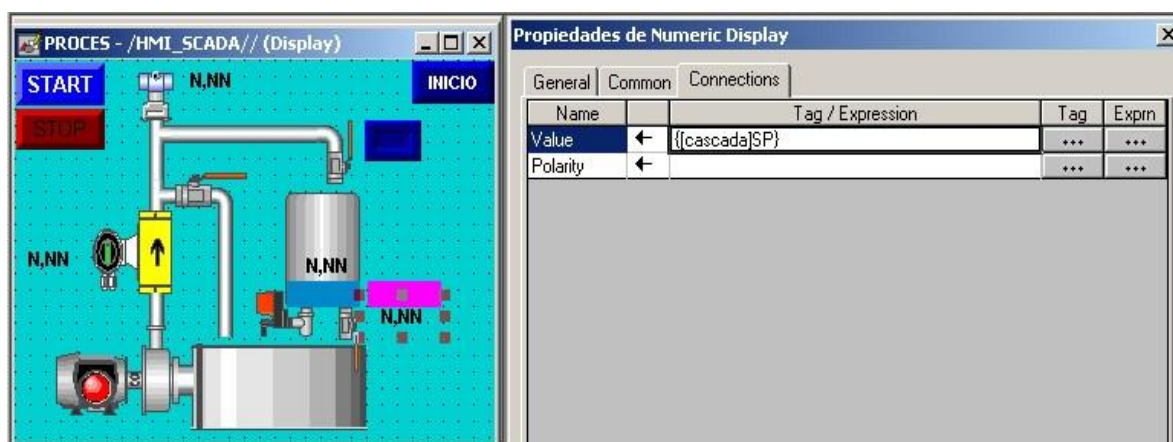 PROCES - /HMI_SCADA// (Display)
START
N,NN
INICIO
STOP
N,NN
N,NN
N,NN
Propiedades de Numeric Display
General
Common
Connections
Name
Tag / Expression
Tag
Exprn
Value
{[cascada]SP}
...
...
Polarity
...
...